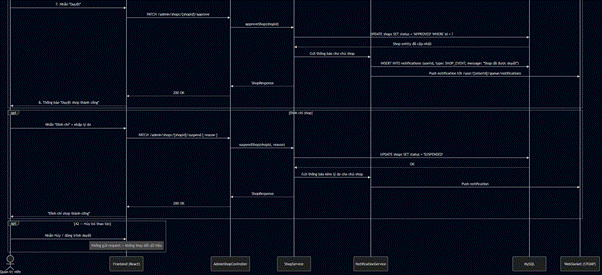 7. Nhấn "Duyệt"
PATCH /admin/shops/{shopId}/approve
approveShop(shopId)
UPDATE shops SET status = 'APPROVED' WHERE id = ?
Shop entity đã cập nhật
Gửi thông báo cho chủ shop
INSERT INTO notifications (userId, type: SHOP_EVENT, message: "Shop đã được duyệt")
Push notification tới /user/{sellerId}/queue/notifications
ShopResponse
200 OK
8. Thông báo "Duyệt shop thành công"
opt
[Đình chỉ shop]
Nhấn "Đình chỉ" + nhập lý do
PATCH /admin/shops/{shopId}/suspend { reason }
suspendShop(shopId, reason)
UPDATE shops SET status = 'SUSPENDED'
OK
Gửi thông báo kèm lý do cho chủ shop
Push notification
ShopResponse
200 OK
"Đình chỉ shop thành công"
opt
[A2 — Hủy bỏ thao tác]
Nhấn Hủy / đóng trình duyệt
Không gửi request — không thay đổi dữ liệu
Quản trị viên
Frontend (React)
AdminShopController
ShopService
NotificationService
MySQL
WebSocket (STOMP)